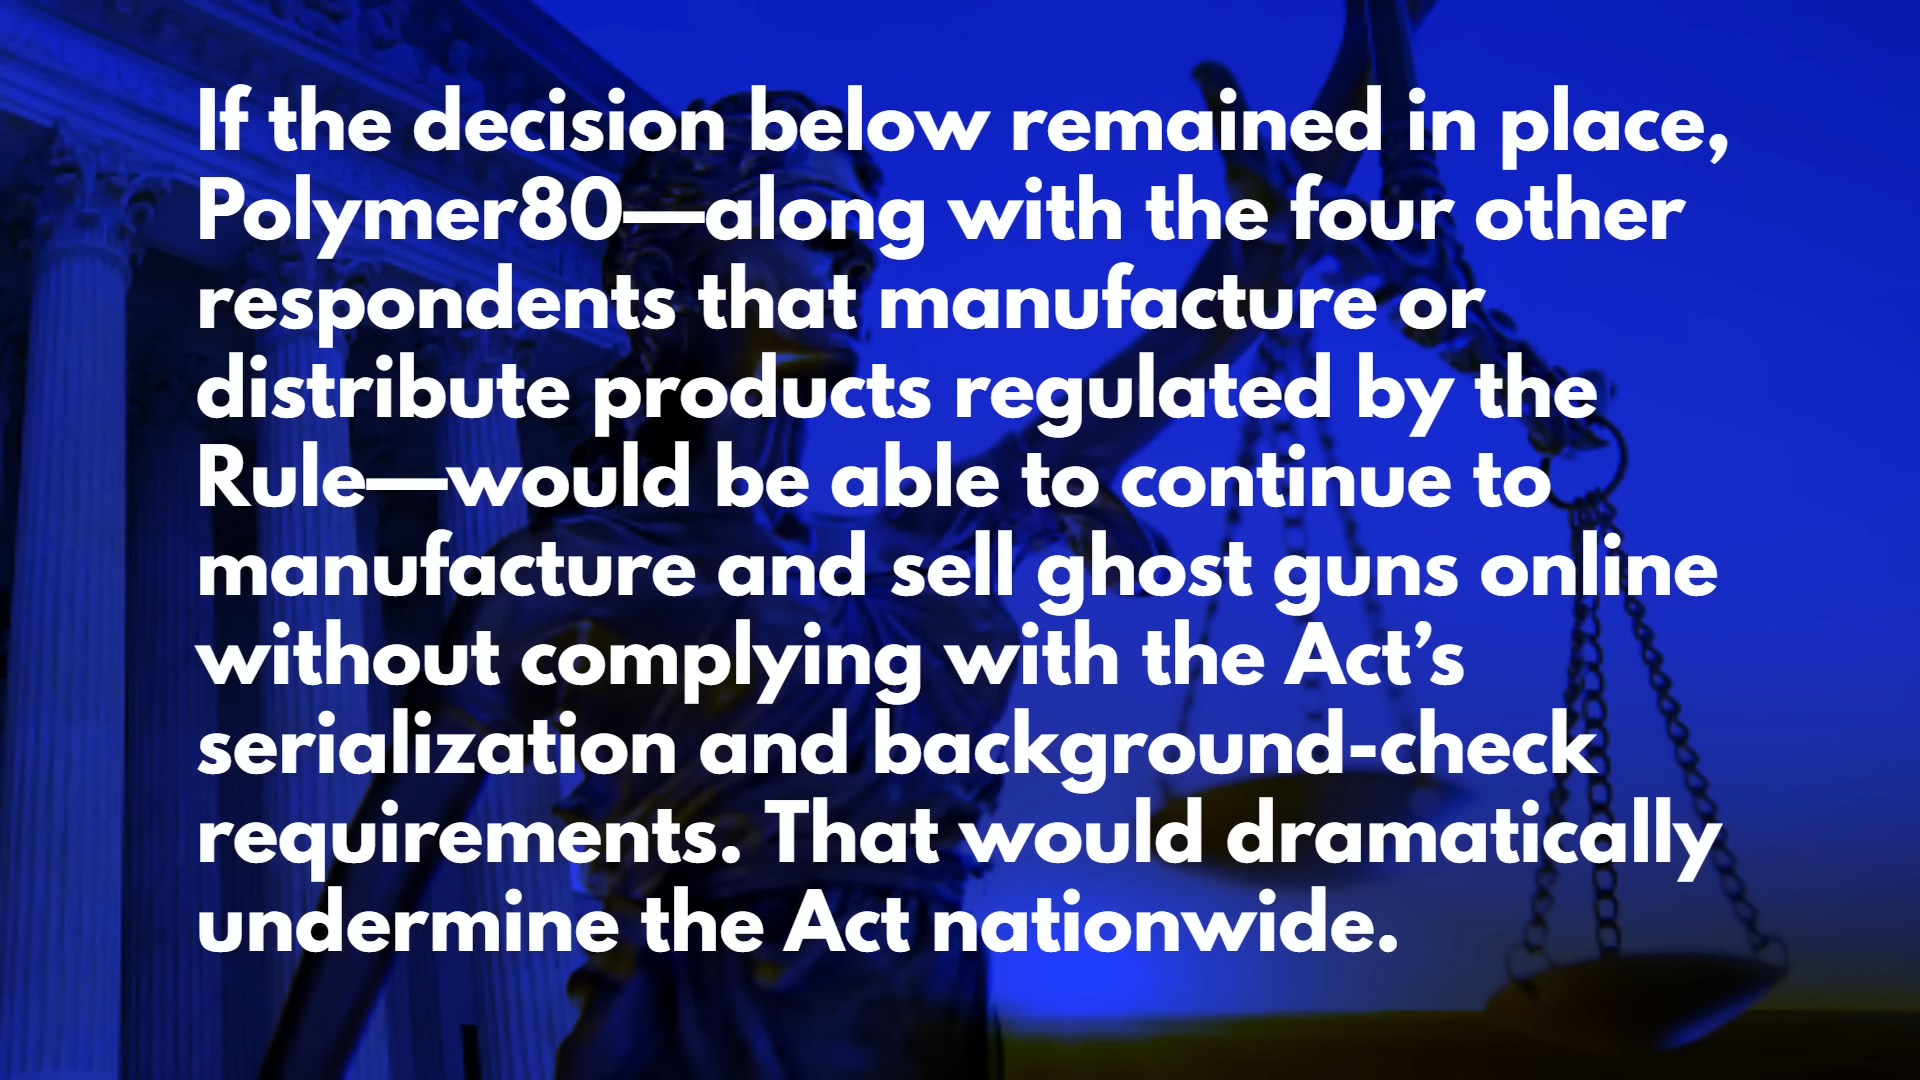 If the decision below remained in place,
Polymer80—along with the four other
respondents that manufacture or
distribute products regulated by the
Rule—would be able to continue to
manufacture and sell ghost guns online
without complying with the Act’s
serialization and background-check
requirements. That would dramatically
undermine the Act nationwide.